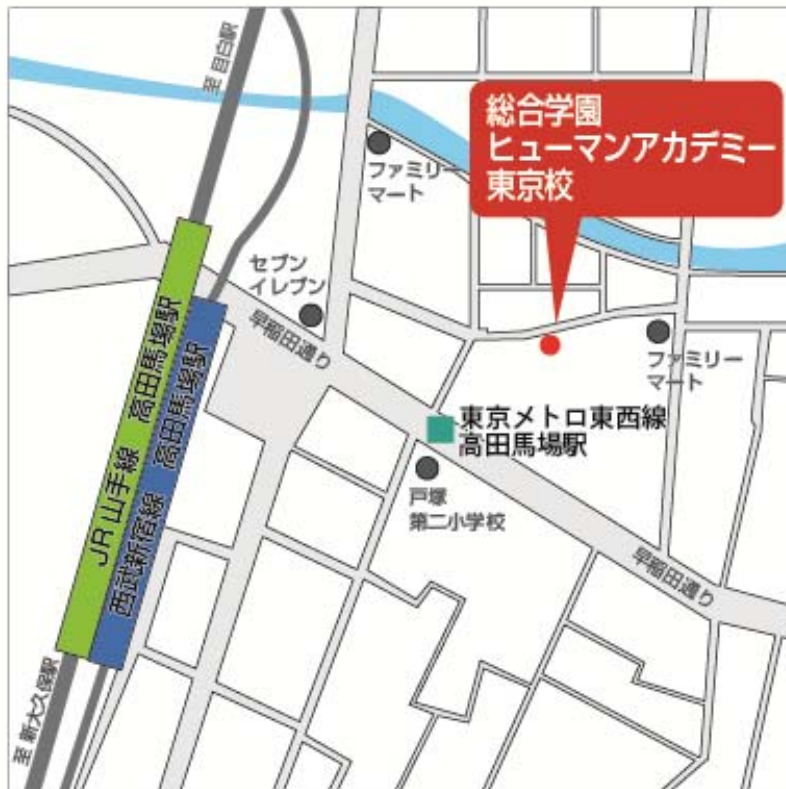 至 目白駅
総合学園
ヒューマンアカデミー
東京校
ファミリー
マート
セブン
イレブン
早稲田通り
ファミリー
マート
東京メトロ東西線
高田馬場駅
戸塚
第二小学校
JR 山手線 高田馬場駅
西武新宿線 高田馬場駅
早稲田通り
至 新大久保駅